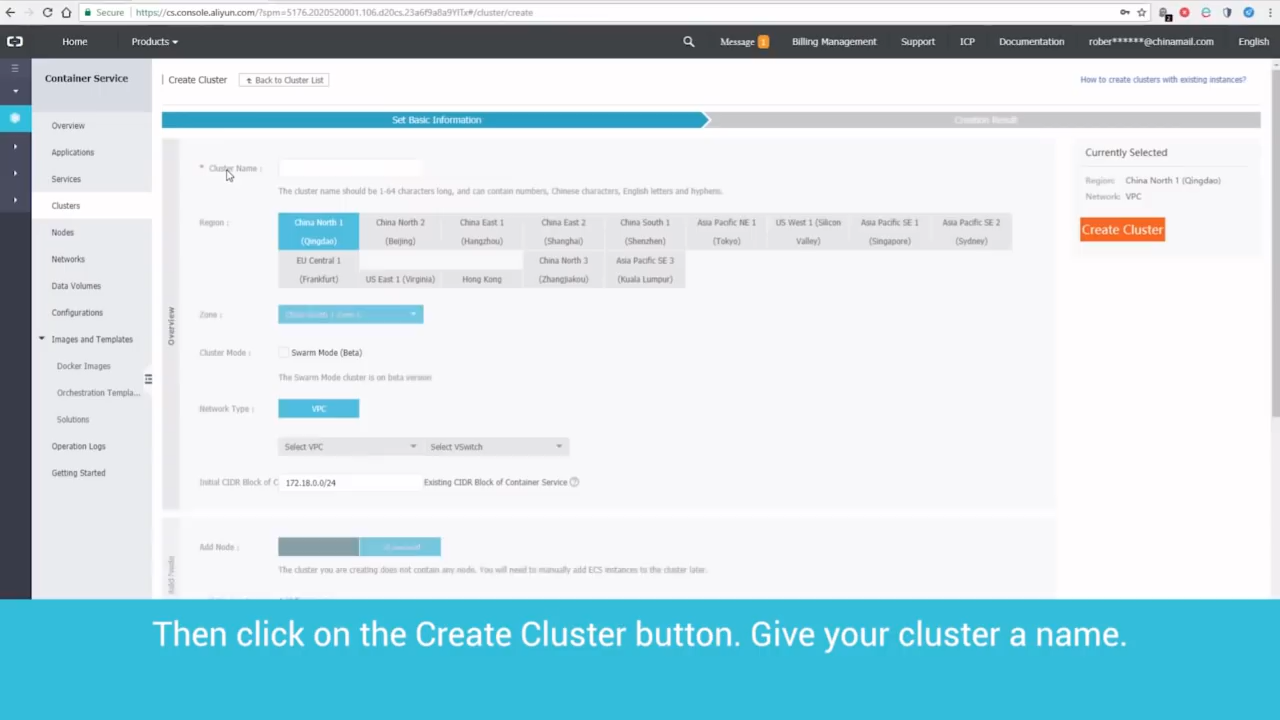 Secure
https://cs.console.aliyun.com/?spm=5176.2020520001.106.d20cs.23a6f9a8a9YITx#/cluster/create
2
Home
Products
Message 1
Billing Management
Support
ICP
Documentation
rober******@chinamail.com
English
Container Service
Overview
Applications
Services
Clusters
Nodes
Networks
Data Volumes
Configurations
Images and Templates
Docker Images
Orchestration Templa...
Solutions
Operation Logs
Getting Started
Create Cluster
Back to Cluster List
How to create clusters with existing instances?
Set Basic Information
Creation Result
Overview
* Cluster Name :
The cluster name should be 1-64 characters long, and can contain numbers, Chinese characters, English letters and hyphens.
Region :
China North 1 (Qingdao)
China North 2 (Beijing)
China East 1 (Hangzhou)
China East 2 (Shanghai)
China South 1 (Shenzhen)
Asia Pacific NE 1 (Tokyo)
US West 1 (Silicon Valley)
Asia Pacific SE 1 (Singapore)
Asia Pacific SE 2 (Sydney)
EU Central 1 (Frankfurt)
US East 1 (Virginia)
Hong Kong
China North 3 (Zhangjiakou)
Asia Pacific SE 3 (Kuala Lumpur)
Zone :
Cluster Mode :
Swarm Mode (Beta)
The Swarm Mode cluster is on beta version
Network Type :
VPC
Select VPC
Select VSwitch
Initial CIDR Block of C
172.18.0.0/24
Existing CIDR Block of Container Service
Add Node
Add Node :
The cluster you are creating does not contain any node. You will need to manually add ECS instances to the cluster later.
Currently Selected
Region: China North 1 (Qingdao)
Network: VPC
Create Cluster
Then click on the Create Cluster button. Give your cluster a name.